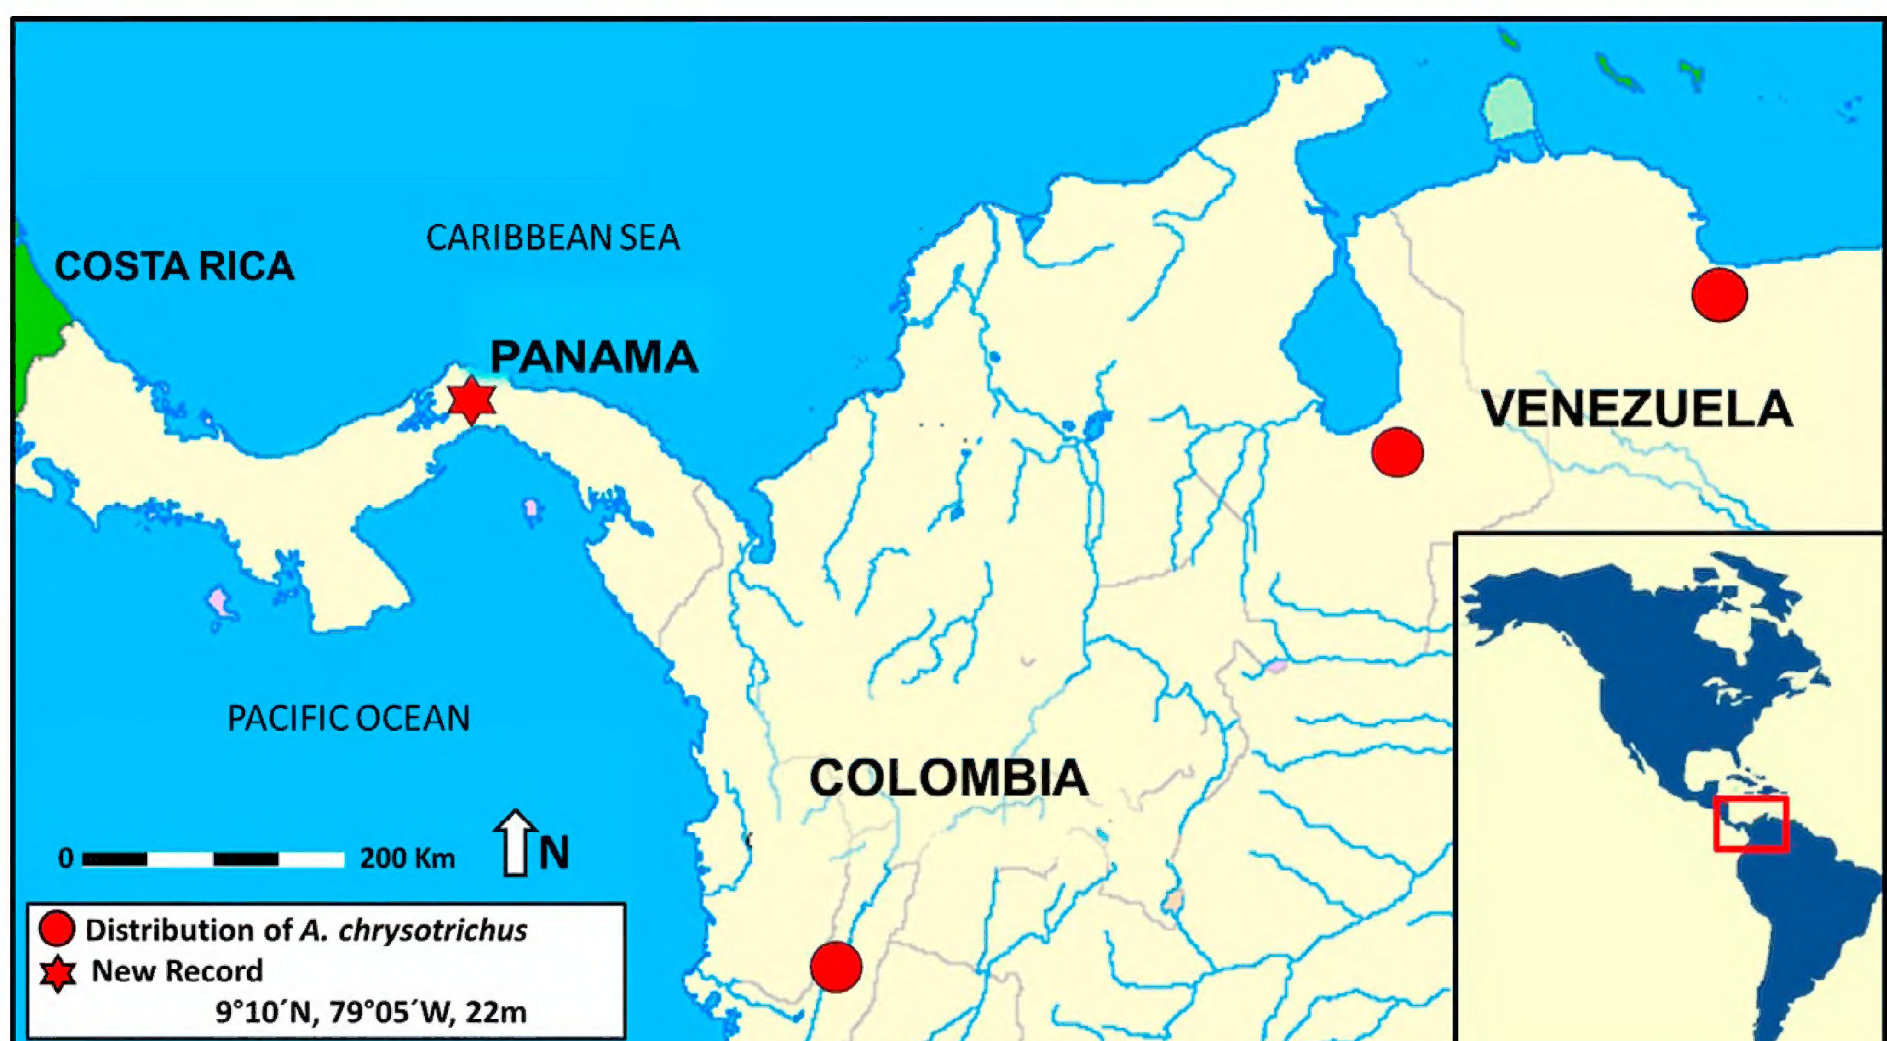 CARIBBEAN SEA
COSTA RICA
PANAMA
VENEZUELA
PACIFIC OCEAN
COLOMBIA
0 200 Km N
Distribution of A. chrysotrichus
New Record
9°10´N, 79°05´W, 22m